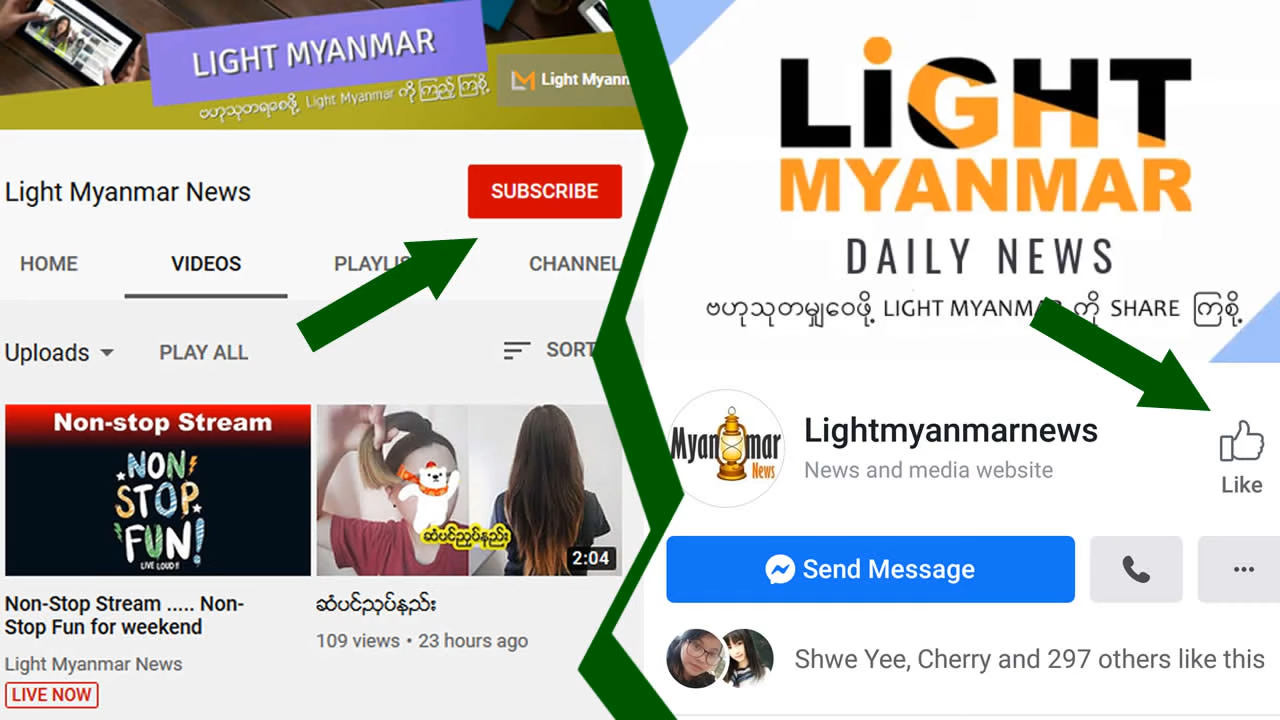 LIGHT MYANMAR
ဗဟုသုတရစေဖို့ Light Myanmar ကို ကြည့် ကြစို့
Light Myanm
Light Myanmar News
SUBSCRIBE
HOME
VIDEOS
PLAYLIS
CHANNEL
Uploads
PLAY ALL
SORT
Non-stop Stream
NON
STOP
FUN!
LIVE LOUD!!
ဆံပင်ညှပ်နည်း
2:04
Non-Stop Stream ..... Non-
Stop Fun for weekend
Light Myanmar News
LIVE NOW
ဆံပင်ညှပ်နည်း
109 views • 23 hours ago
LiGHT
MYANMAR
DAILY NEWS
ဗဟုသုတမျှဝေဖို့ LIGHT MYANMAR ကို SHARE ကြစို့
Myanmar
News
Lightmyanmarnews
News and media website
Like
Send Message
Shwe Yee, Cherry and 297 others like this